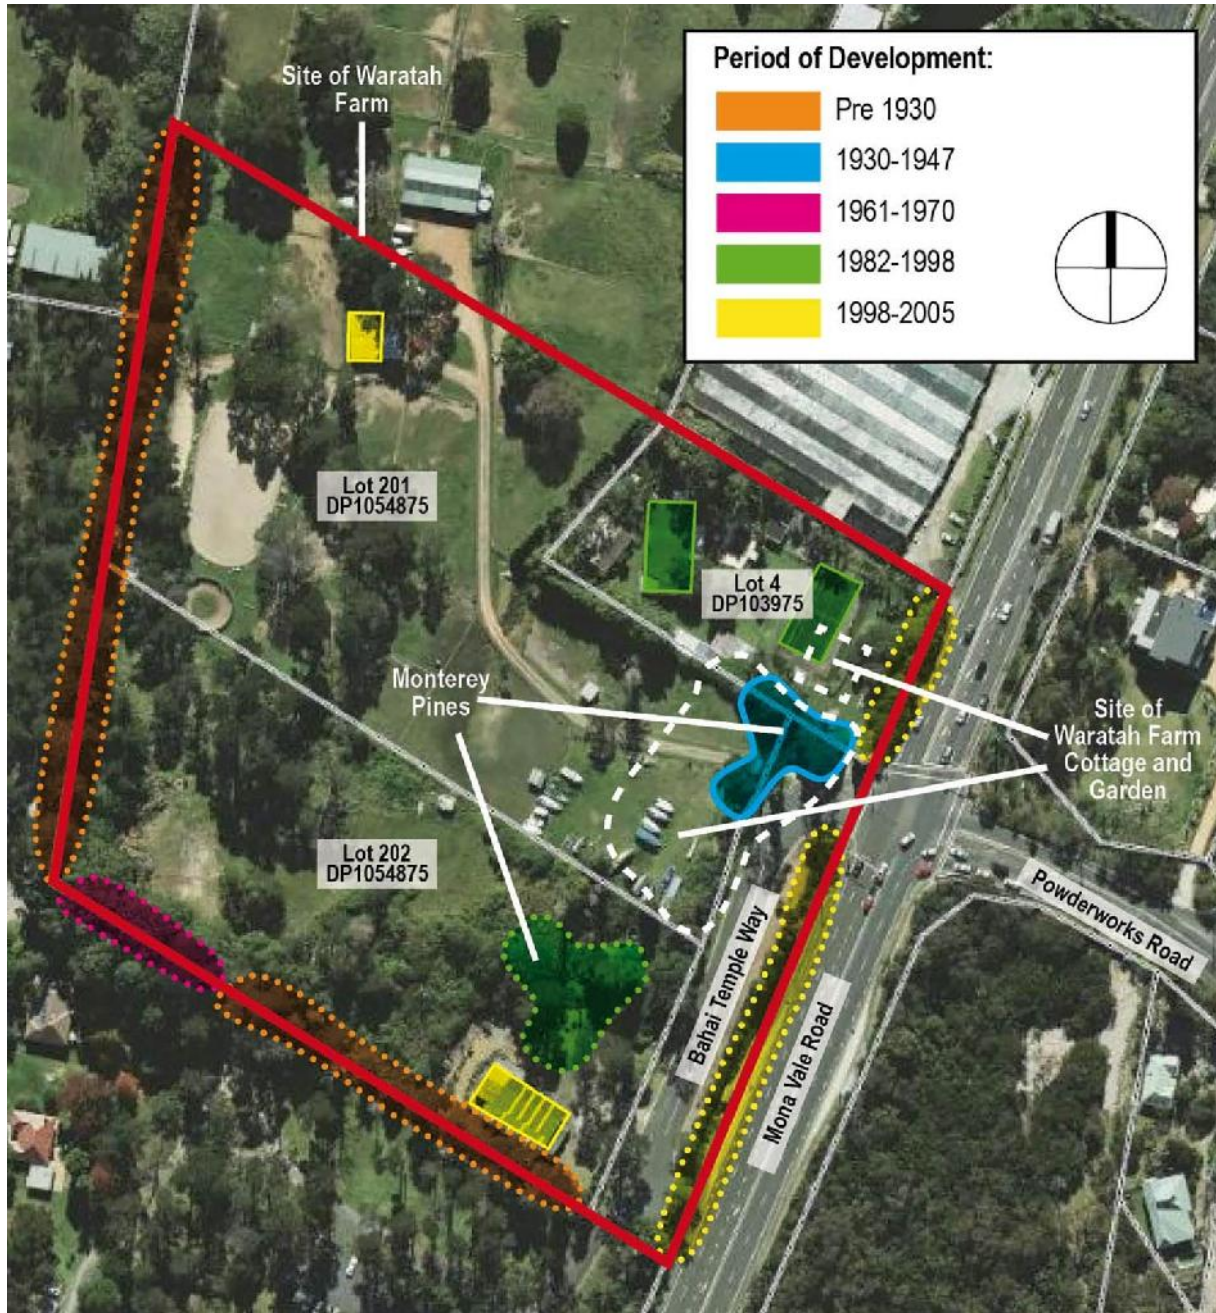 Period of Development:
Pre 1930
1930-1947
1961-1970
1982-1998
1998-2005
Site of Waratah
Farm
Lot 201
DP1054875
Lot 4
DP103975
Monterey
Pines
Site of
Waratah Farm
Cottage and
Garden
Lot 202
DP1054875
Bahai Temple Way
Mona Vale Road
Powderworks Road